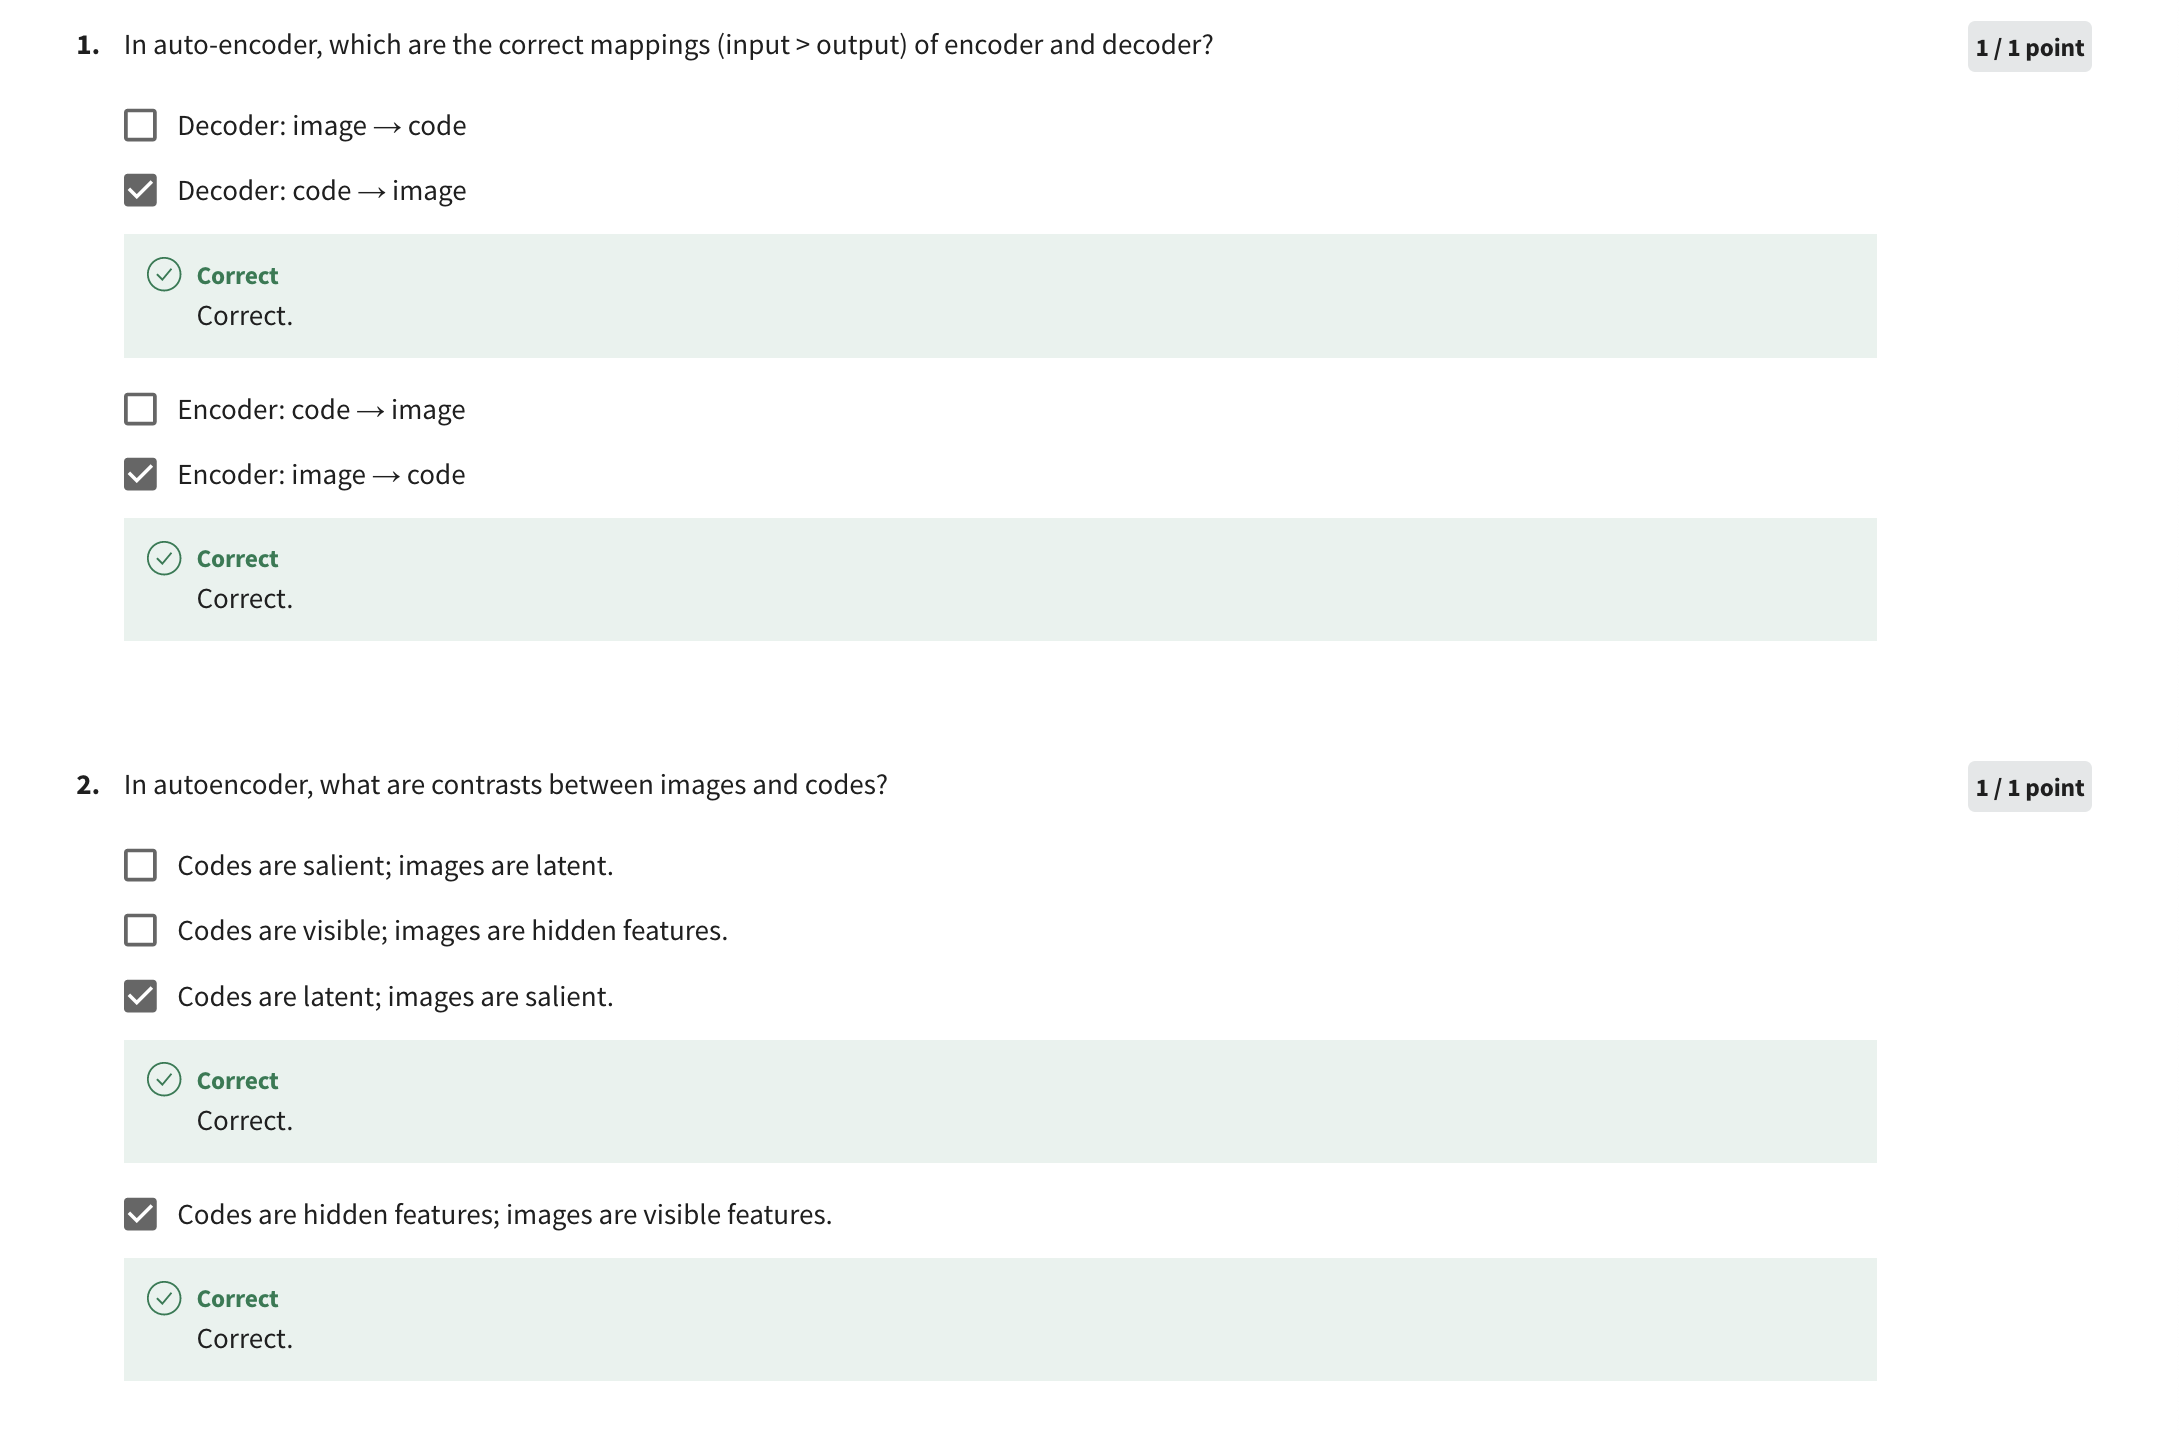 1. In auto-encoder, which are the correct mappings (input > output) of encoder and decoder?
1 / 1 point
Decoder: image → code
Decoder: code → image
Correct
Correct.
Encoder: code → image
Encoder: image → code
Correct
Correct.
2. In autoencoder, what are contrasts between images and codes?
1 / 1 point
Codes are salient; images are latent.
Codes are visible; images are hidden features.
Codes are latent; images are salient.
Correct
Correct.
Codes are hidden features; images are visible features.
Correct
Correct.